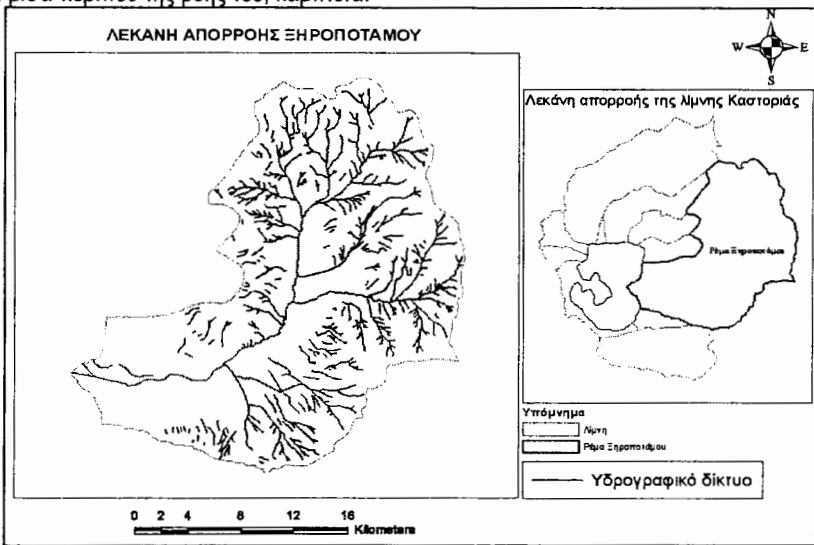 ΛΕΚΑΝΗ ΑΠΟΡΡΟΗΣ ΞΗΡΟΠΟΤΑΜΟΥ
N
W E
S
Λεκάνη απορροής της λίμνης Καστοριάς
Ρέμα Ξηροποτάμου
Υπόμνημα
Λίμνη
Ρέμα Ξηροποτάμου
Υδρογραφικό δίκτυο
0 2 4 8 12 16
Kilometers